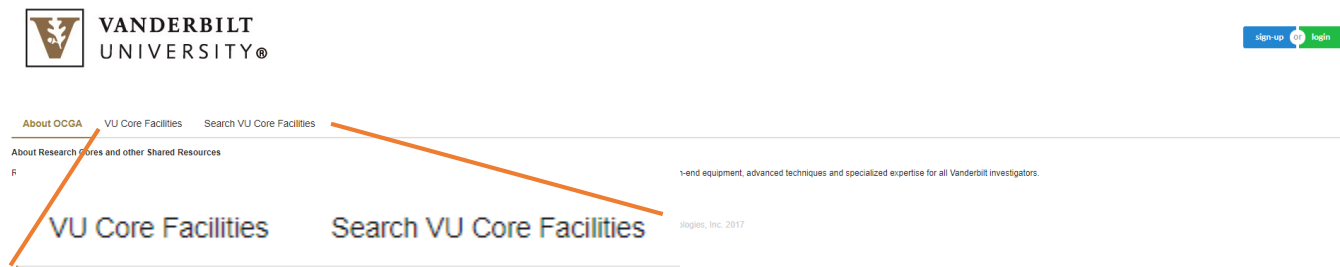 VANDERBILT
UNIVERSITY®
sign-up or login
About OCGA VU Core Facilities Search VU Core Facilities
About Research Cores and other Shared Resources
-end equipment, advanced techniques and specialized expertise for all Vanderbilt investigators.
VU Core Facilities Search VU Core Facilities
ologies, Inc. 2017